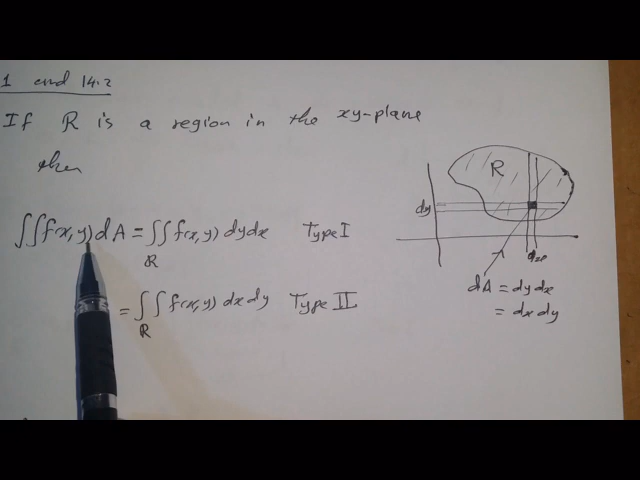 1 and 14.2
If R is a region in the xy-plane
then
∫∫f(x,y)dA = ∫∫ f(x,y) dydx Type I
R
= ∫∫ f(x,y) dxdy Type II
R
R
dy
dx
dA = dydx
= dxdy